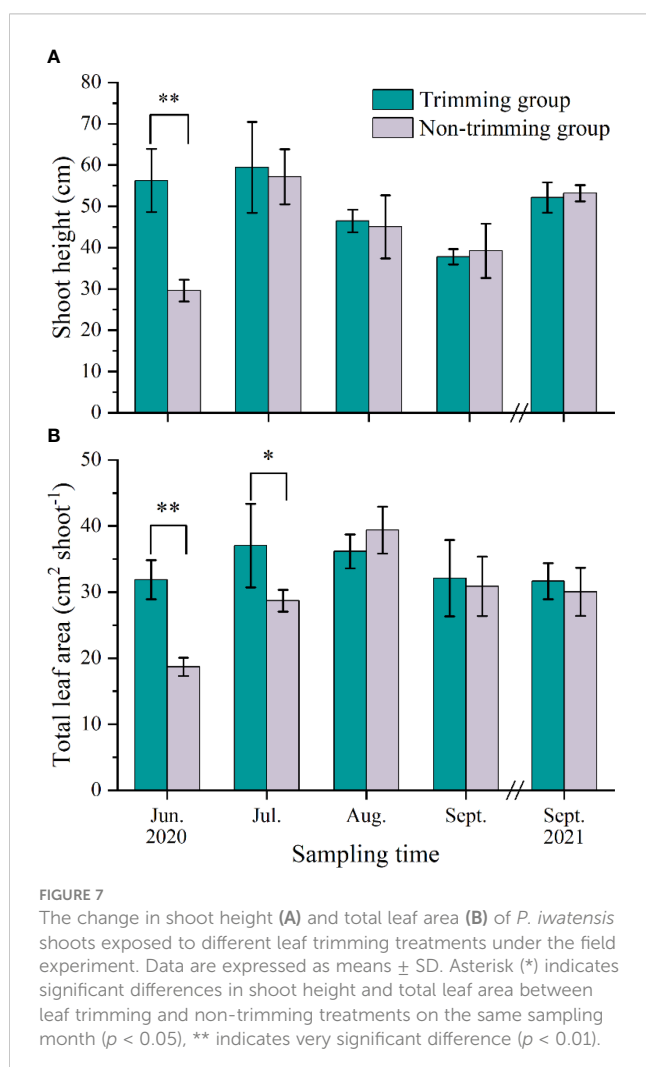 A
80
70
60
50
40
30
20
10
0
Shoot height (cm)
**
Trimming group
Non-trimming group
B
50
40
30
20
10
0
Total leaf area (cm² shoot⁻¹)
**
*
Jun. Jul. Aug. Sept. Sept.
2020 2021
Sampling time
FIGURE 7
The change in shoot height (A) and total leaf area (B) of P. iwatensis
shoots exposed to different leaf trimming treatments under the field
experiment. Data are expressed as means ± SD. Asterisk (*) indicates
significant differences in shoot height and total leaf area between
leaf trimming and non-trimming treatments on the same sampling
month (p < 0.05), ** indicates very significant difference (p < 0.01).